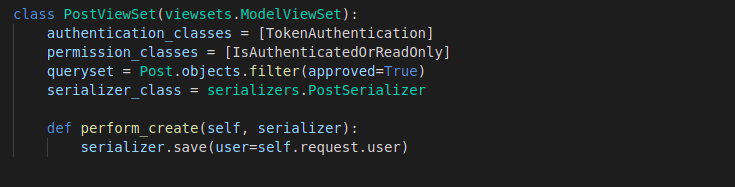 class PostViewSet(viewsets.ModelViewSet):
    authentication_classes = [TokenAuthentication]
    permission_classes = [IsAuthenticatedOrReadOnly]
    queryset = Post.objects.filter(approved=True)
    serializer_class = serializers.PostSerializer

    def perform_create(self, serializer):
        serializer.save(user=self.request.user)